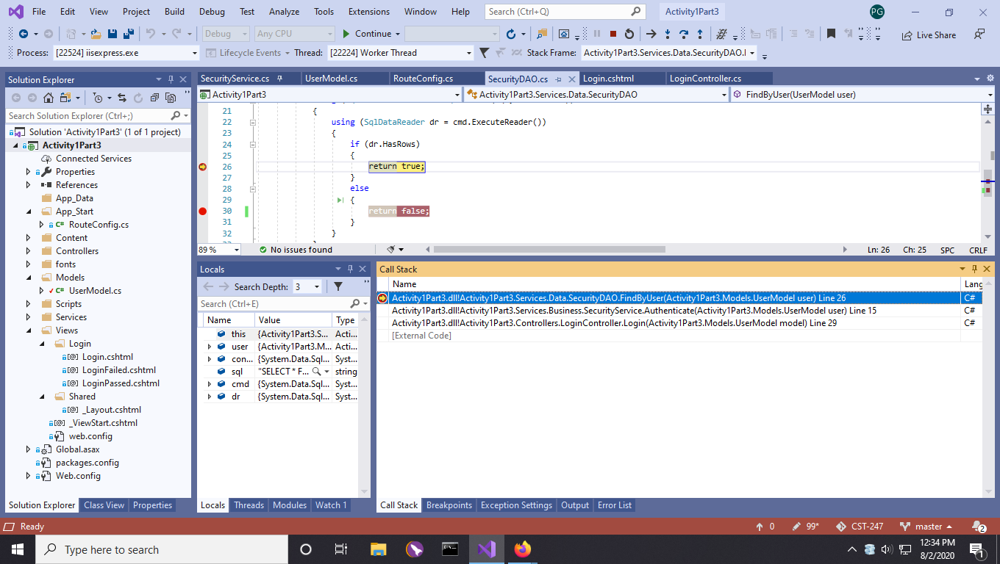 File Edit View Project Build Debug Test Analyze Tools Extensions Window Help Search (Ctrl+Q) Activity1Part3 PG
Debug Any CPU Continue Live Share
Process: [22524] iisexpress.exe Lifecycle Events Thread: [22224] Worker Thread Stack Frame: Activity1Part3.Services.Data.SecurityDAO.
Solution Explorer
Search Solution Explorer (Ctrl+;)
Solution 'Activity1Part3' (1 of 1 project)
Activity1Part3
Connected Services
Properties
References
App_Data
App_Start
C# RouteConfig.cs
Content
Controllers
fonts
Models
C# UserModel.cs
Scripts
Services
Views
Login
[@] Login.cshtml
[@] LoginFailed.cshtml
[@] LoginPassed.cshtml
Shared
[@] _Layout.cshtml
[@] _ViewStart.cshtml
web.config
Global.asax
packages.config
Web.config
Solution Explorer Class View Properties
SecurityService.cs UserModel.cs RouteConfig.cs SecurityDAO.cs Login.cshtml LoginController.cs
Activity1Part3 Activity1Part3.Services.Data.SecurityDAO FindByUser(UserModel user)
21 {
22 using (SqlDataReader dr = cmd.ExecuteReader())
23 {
24 if (dr.HasRows)
25 {
26 return true;
27 }
28 else
29 {
30 return false;
31 }
32 }
89 % No issues found Ln: 26 Ch: 25 SPC CRLF
Locals
Search Depth: 3
Search (Ctrl+E)
Name Value Type
this {Activity1Part3.S... Acti...
user {Activity1Part3.M... Acti...
con... {System.Data.Sql... Syst...
sql "SELECT * F... string
cmd {System.Data.Sql... Syst...
dr {System.Data.Sql... Syst...
Locals Threads Modules Watch 1
Call Stack
Name Lang
Activity1Part3.dll!Activity1Part3.Services.Data.SecurityDAO.FindByUser(Activity1Part3.Models.UserModel user) Line 26 C#
Activity1Part3.dll!Activity1Part3.Services.Business.SecurityService.Authenticate(Activity1Part3.Models.UserModel user) Line 15 C#
Activity1Part3.dll!Activity1Part3.Controllers.LoginController.Login(Activity1Part3.Models.UserModel model) Line 29 C#
[External Code]
Call Stack Breakpoints Exception Settings Output Error List
Ready 0 99* CST-247 master 2
Type here to search 12:34 PM
8/2/2020 1